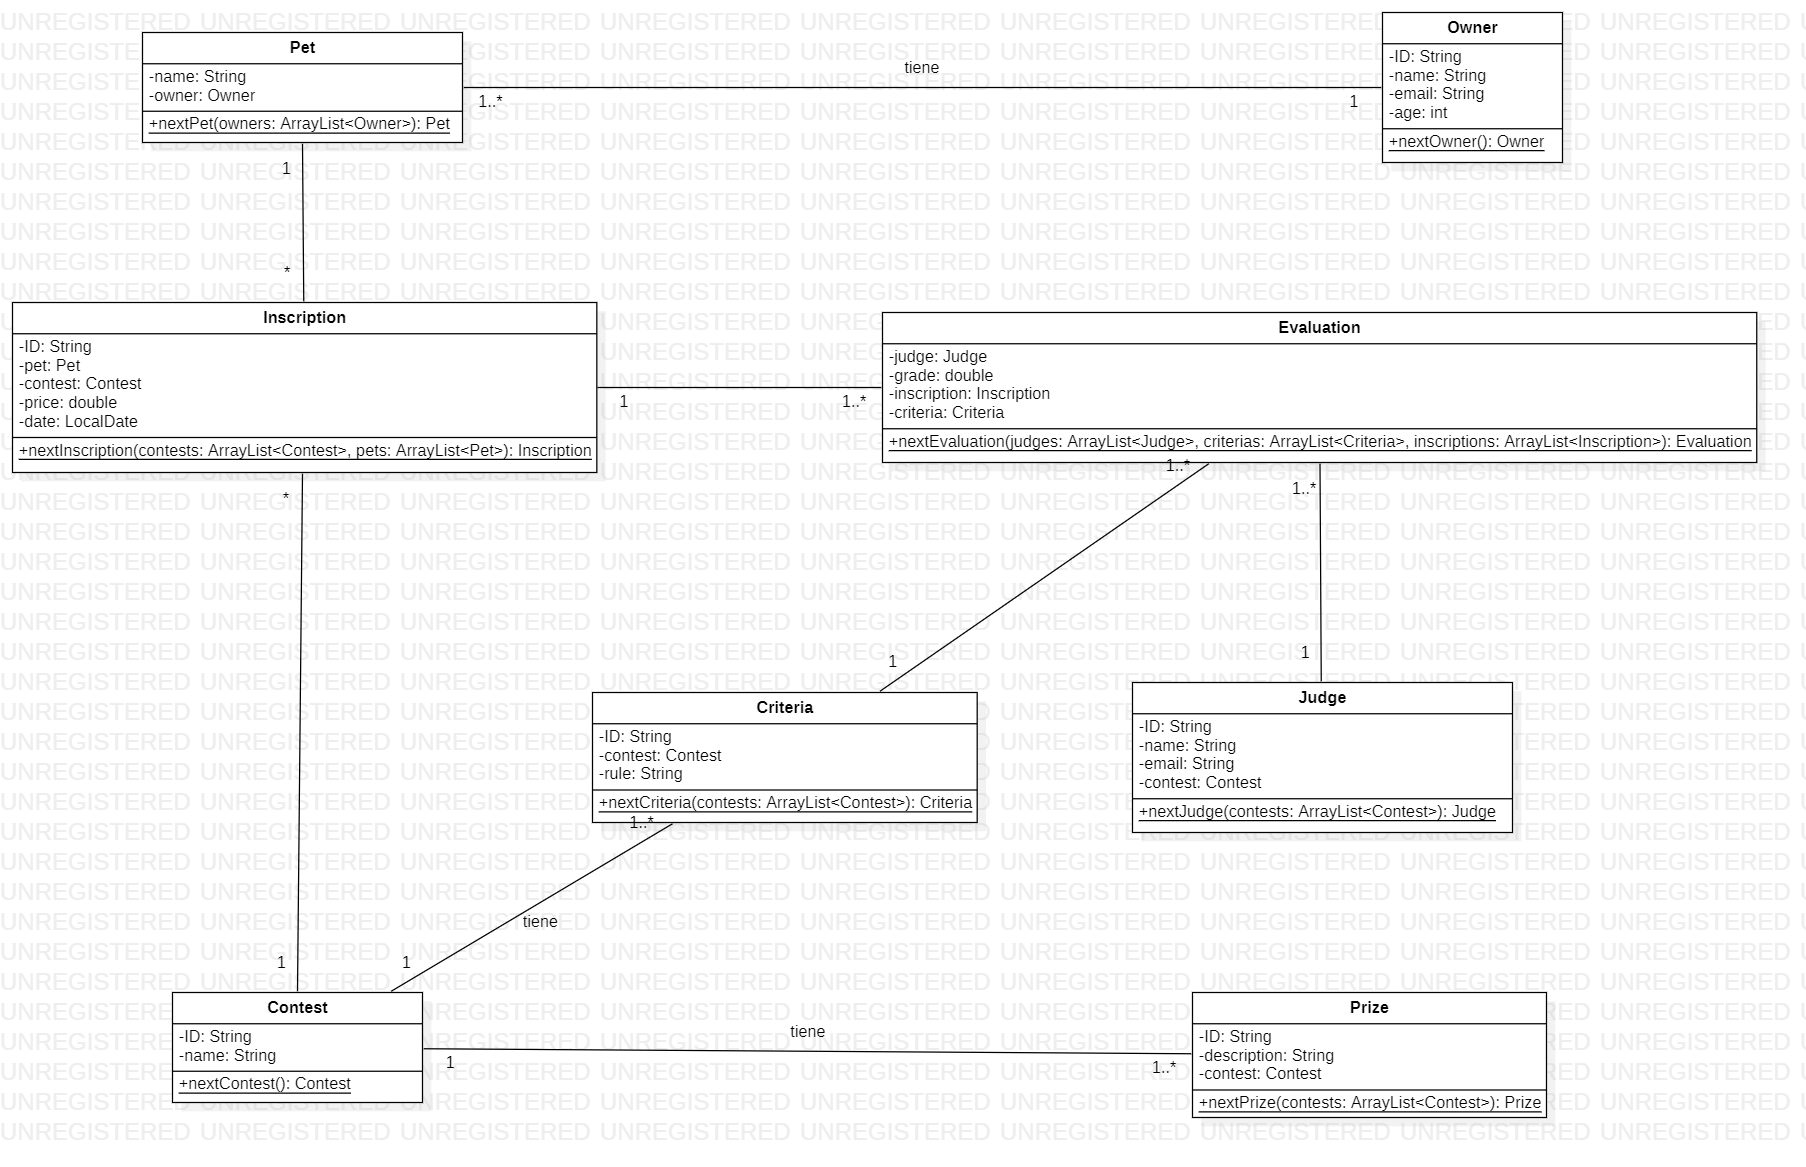 Pet
-name: String
-owner: Owner
+nextPet(owners: ArrayList<Owner>): Pet
tiene
1..*
1
Owner
-ID: String
-name: String
-email: String
-age: int
+nextOwner(): Owner
1
*
Inscription
-ID: String
-pet: Pet
-contest: Contest
-price: double
-date: LocalDate
+nextInscription(contests: ArrayList<Contest>, pets: ArrayList<Pet>): Inscription
1
1..*
Evaluation
-judge: Judge
-grade: double
-inscription: Inscription
-criteria: Criteria
+nextEvaluation(judges: ArrayList<Judge>, criterias: ArrayList<Criteria>, inscriptions: ArrayList<Inscription>): Evaluation
1..*
1..*
*
1
1
Criteria
-ID: String
-contest: Contest
-rule: String
+nextCriteria(contests: ArrayList<Contest>): Criteria
1..*
Judge
-ID: String
-name: String
-email: String
-contest: Contest
+nextJudge(contests: ArrayList<Contest>): Judge
tiene
1
1
Contest
-ID: String
-name: String
+nextContest(): Contest
tiene
1
1..*
Prize
-ID: String
-description: String
-contest: Contest
+nextPrize(contests: ArrayList<Contest>): Prize
UNREGISTERED